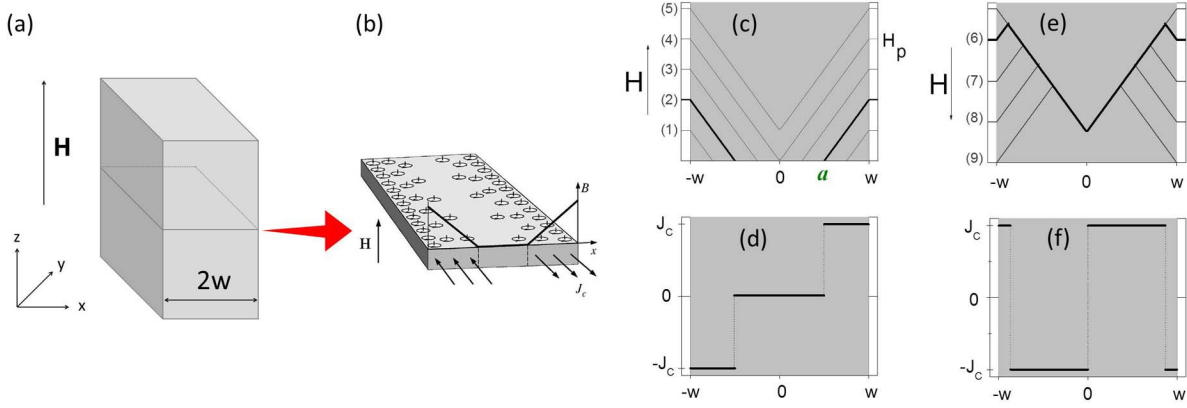 (a)
H
z
y
x
2w
(b)
H
B
x
J_c
(c)
H
(5)
(4)
(3)
(2)
(1)
H_p
-w
0
a
w
(d)
J_c
0
-J_c
-w
0
w
(e)
H
(6)
(7)
(8)
(9)
-w
0
w
(f)
J_c
0
-J_c
-w
0
w